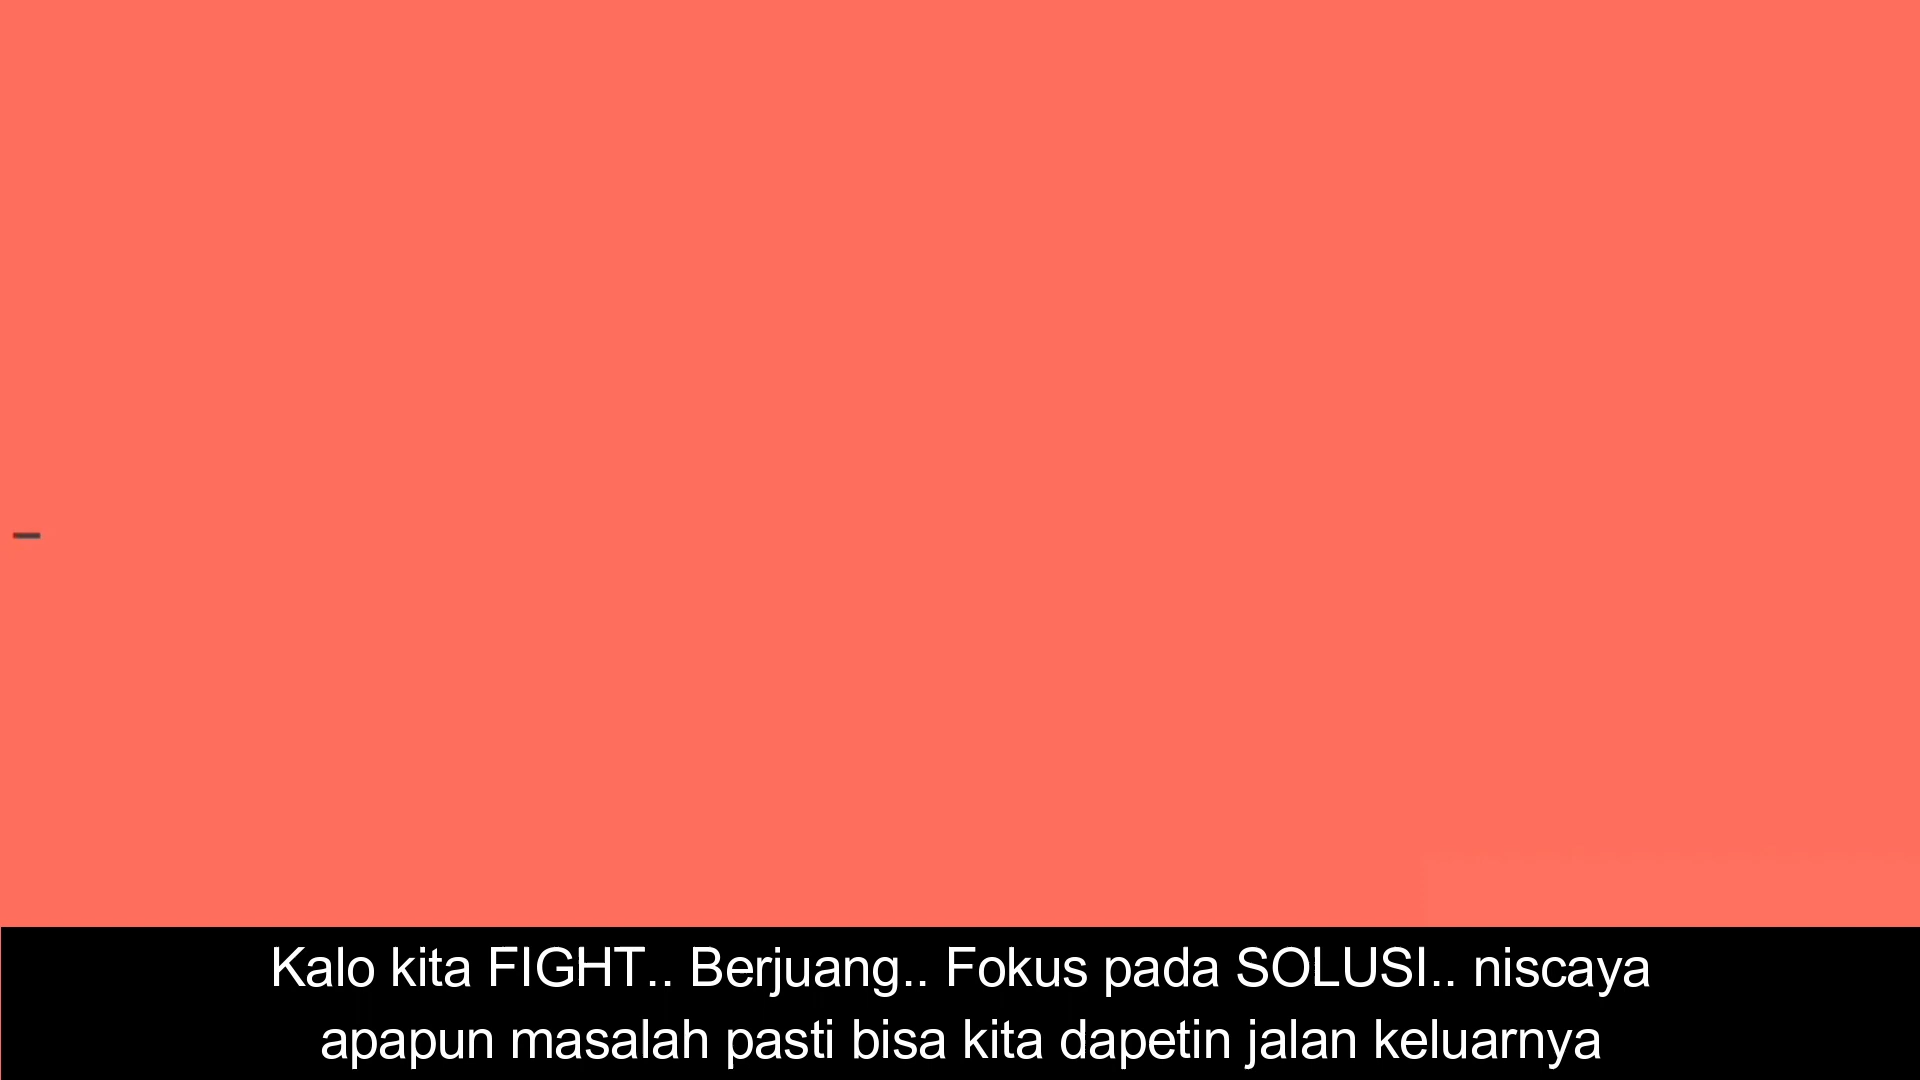 Kalo kita FIGHT.. Berjuang.. Fokus pada SOLUSI.. niscaya
apapun masalah pasti bisa kita dapetin jalan keluarnya